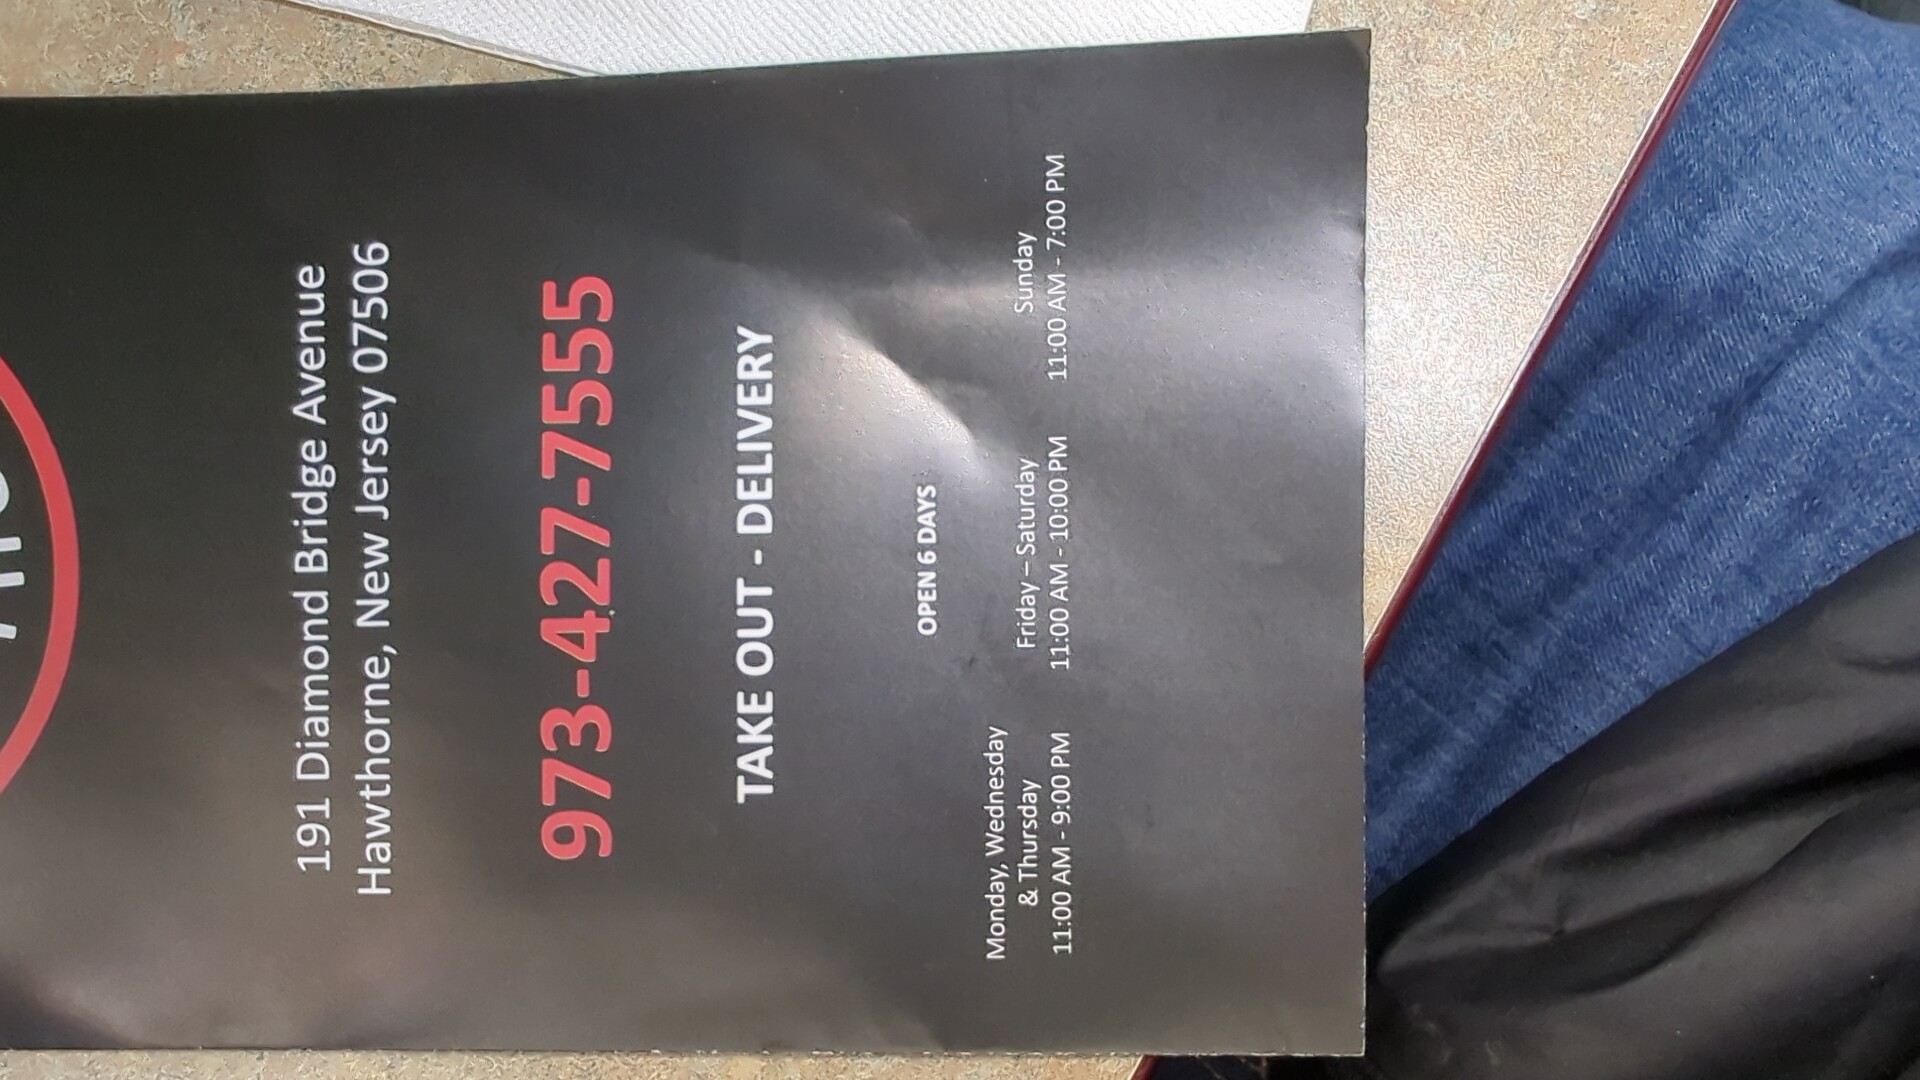 191 Diamond Bridge Avenue
Hawthorne, New Jersey 07506
973-427-7555
TAKE OUT - DELIVERY
OPEN 6 DAYS
Monday, Wednesday
& Thursday
11:00 AM - 9:00 PM
Friday – Saturday
11:00 AM - 10:00 PM
Sunday
11:00 AM - 7:00 PM